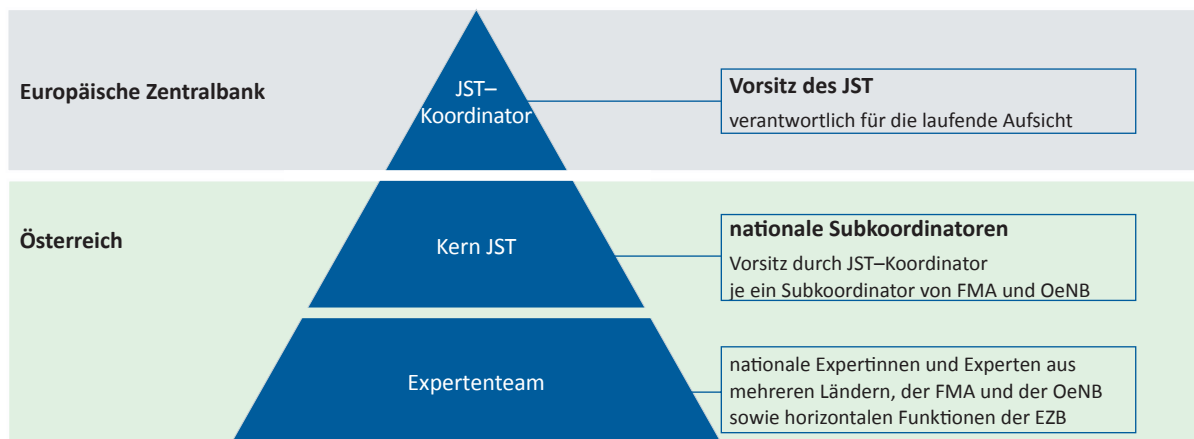 Europäische Zentralbank
JST–
Koordinator
Vorsitz des JST
verantwortlich für die laufende Aufsicht
Österreich
Kern JST
nationale Subkoordinatoren
Vorsitz durch JST–Koordinator
je ein Subkoordinator von FMA und OeNB
Expertenteam
nationale Expertinnen und Experten aus
mehreren Ländern, der FMA und der OeNB
sowie horizontalen Funktionen der EZB